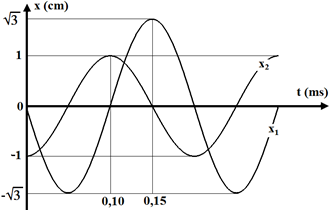 x (cm)
√3
1
x₂
t (ms)
0
x₁
-1
-√3
0,10
0,15